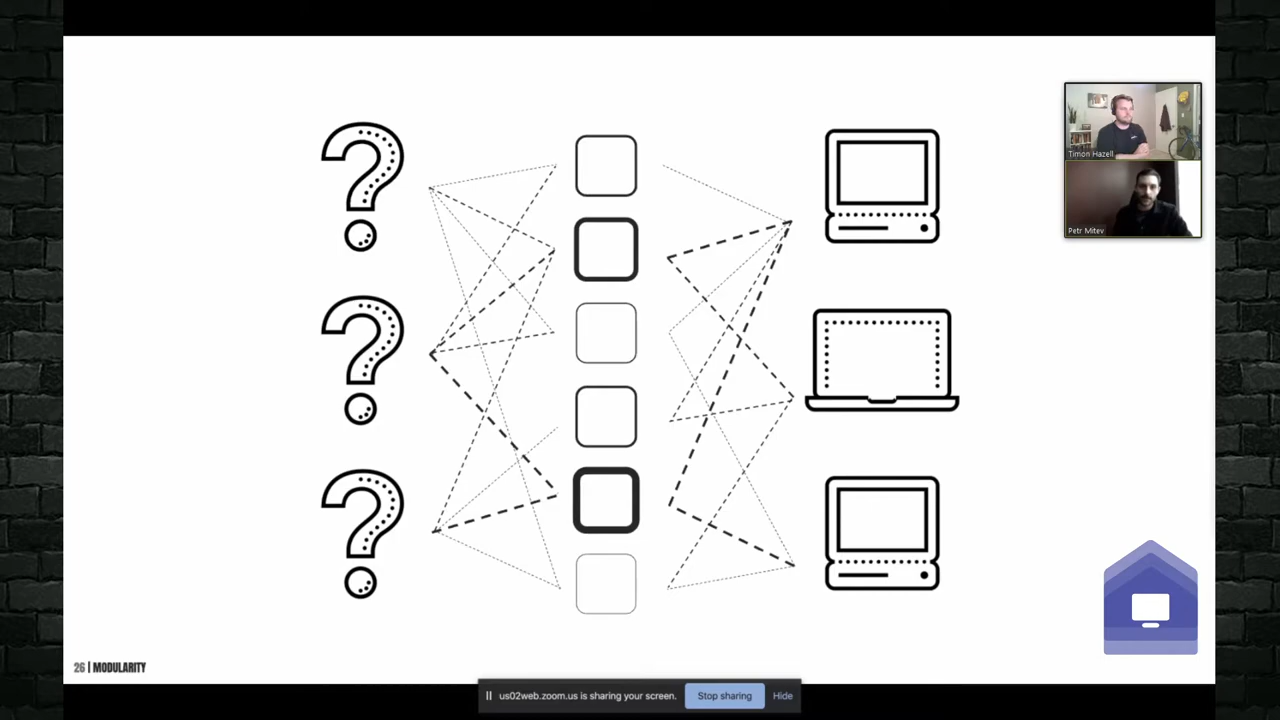 Timon Hazell
Petr Mitev
26 | MODULARITY
us02web.zoom.us is sharing your screen.
Stop sharing
Hide